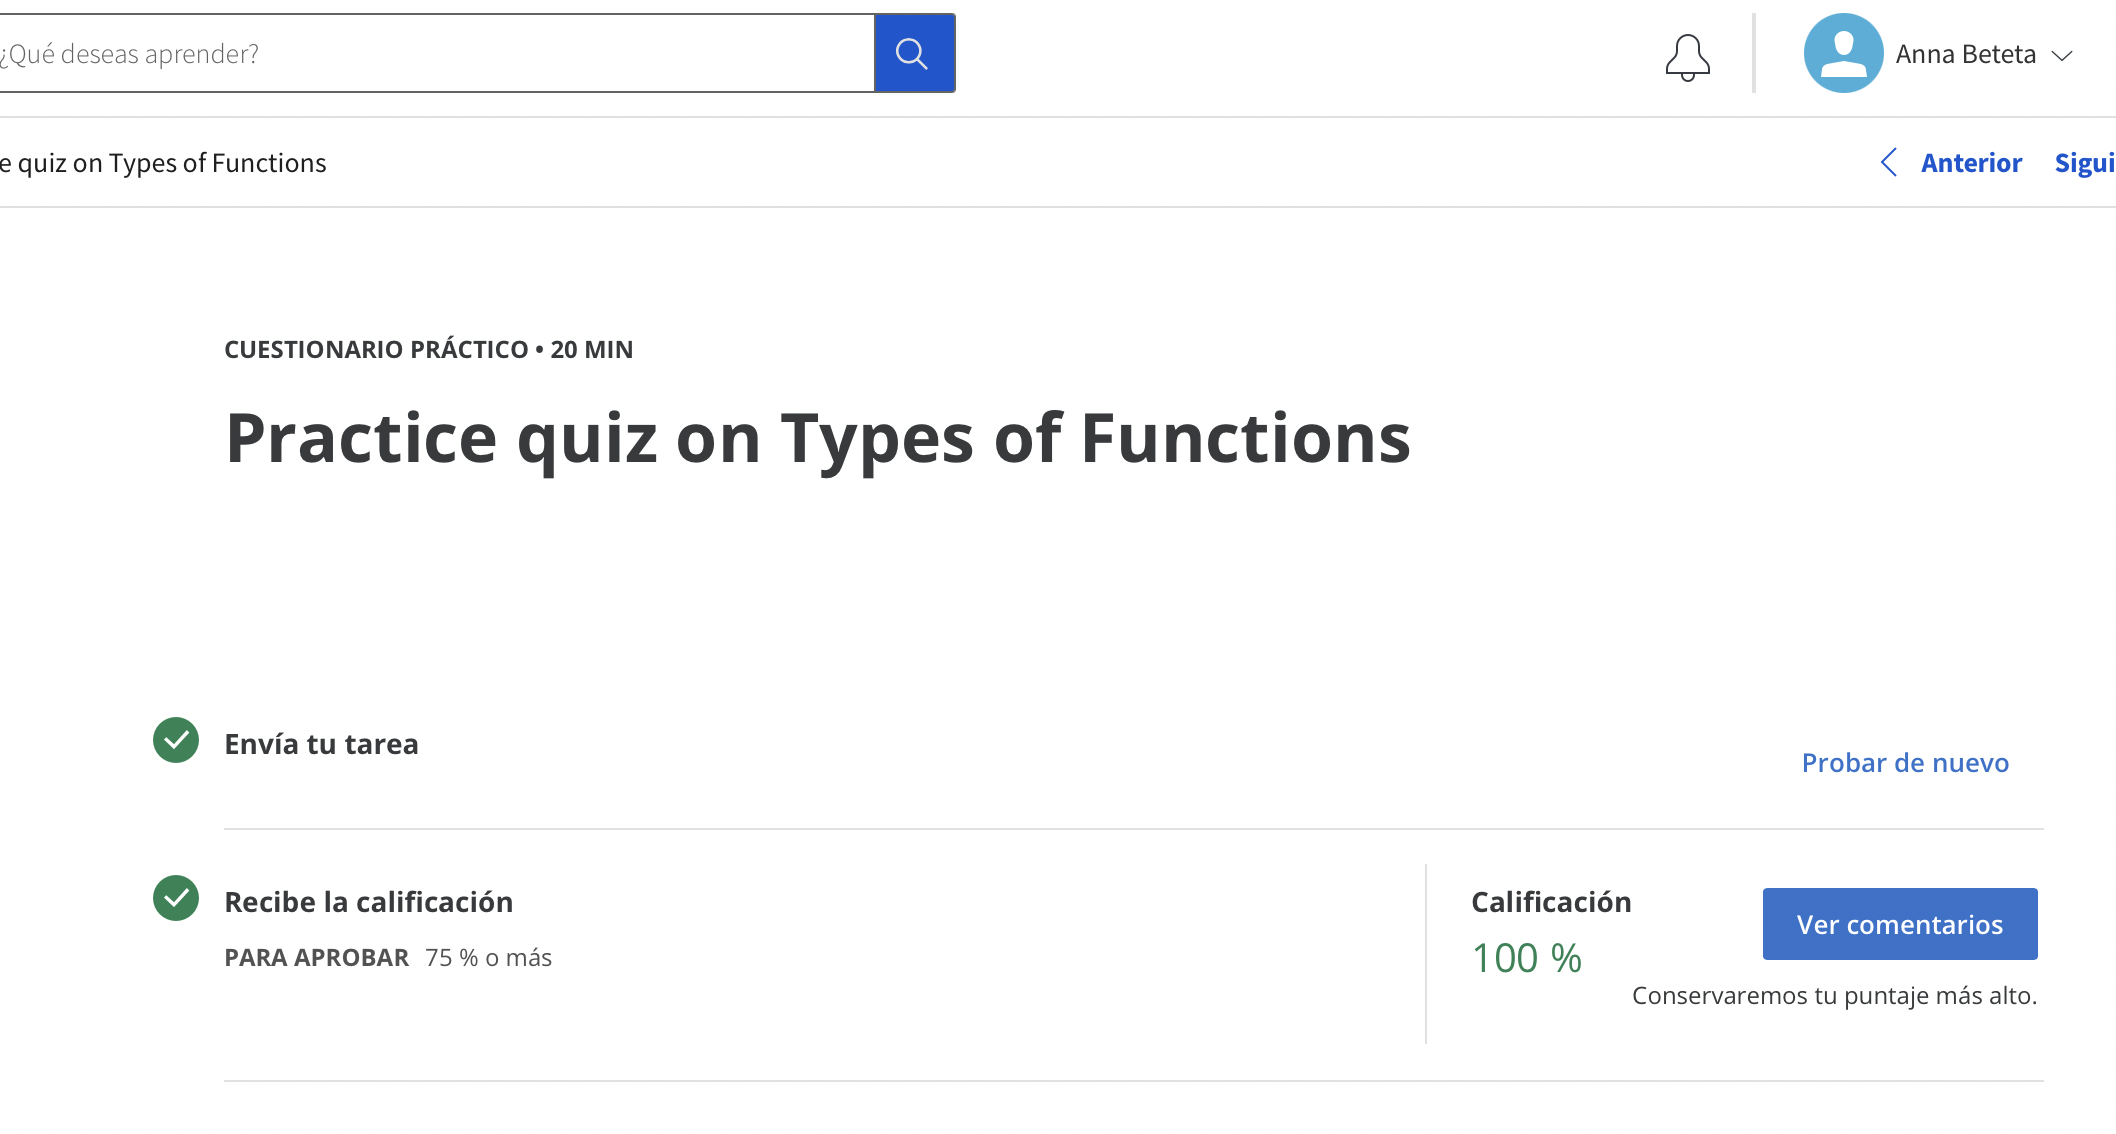 ¿Qué deseas aprender?
Anna Beteta
e quiz on Types of Functions
Anterior
Sigui
CUESTIONARIO PRÁCTICO • 20 MIN
Practice quiz on Types of Functions
Envía tu tarea
Probar de nuevo
Recibe la calificación
PARA APROBAR 75 % o más
Calificación
100 %
Ver comentarios
Conservaremos tu puntaje más alto.